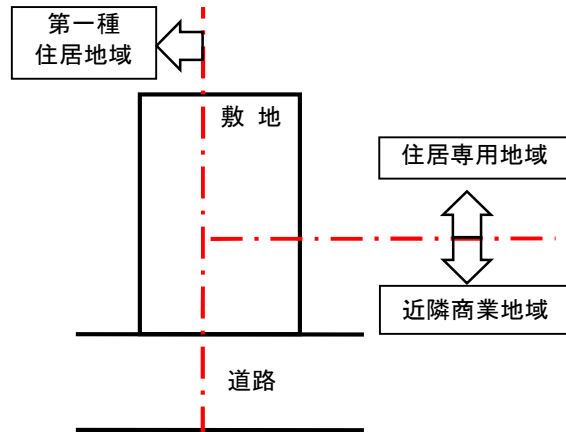 第一種
住居地域
敷 地
住居専用地域
近隣商業地域
道路